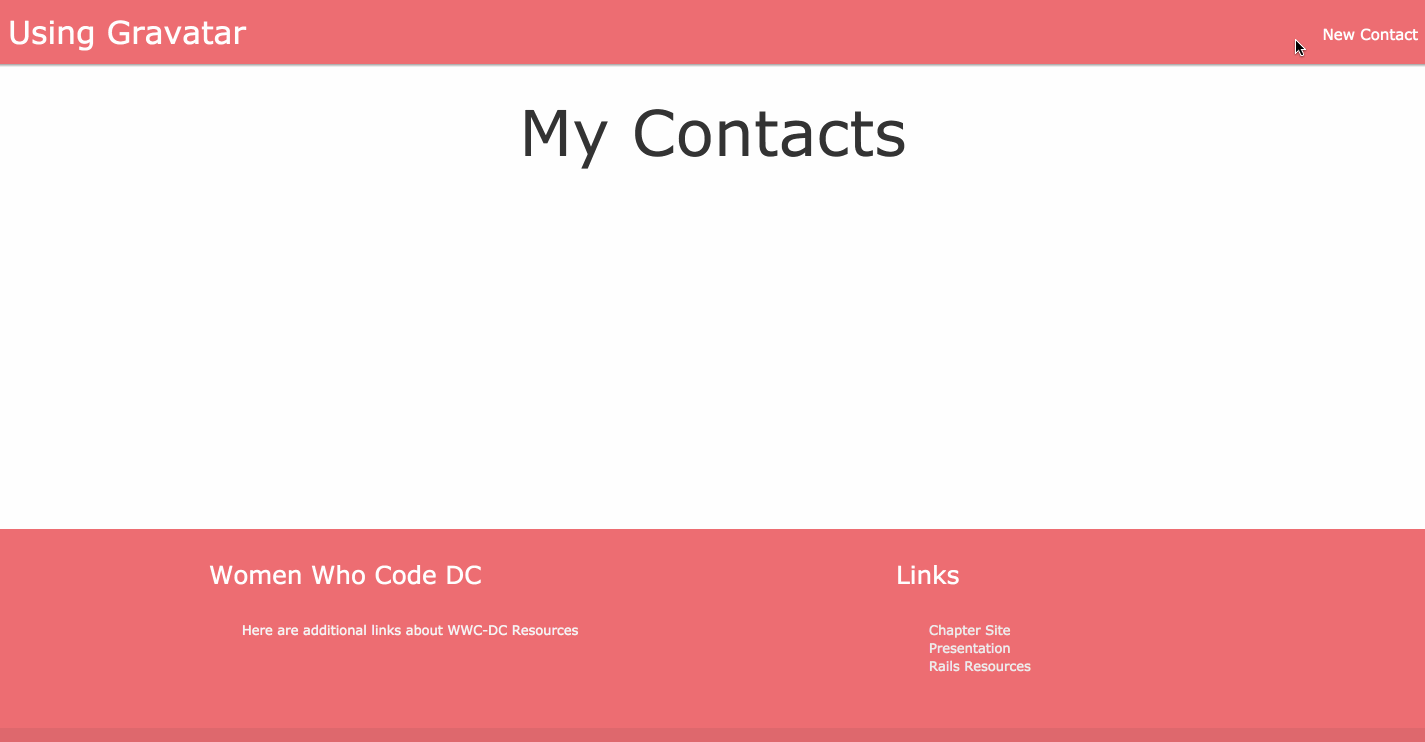 Using Gravatar
New Contact
My Contacts
Women Who Code DC
Here are additional links about WWC-DC Resources
Links
Chapter Site
Presentation
Rails Resources